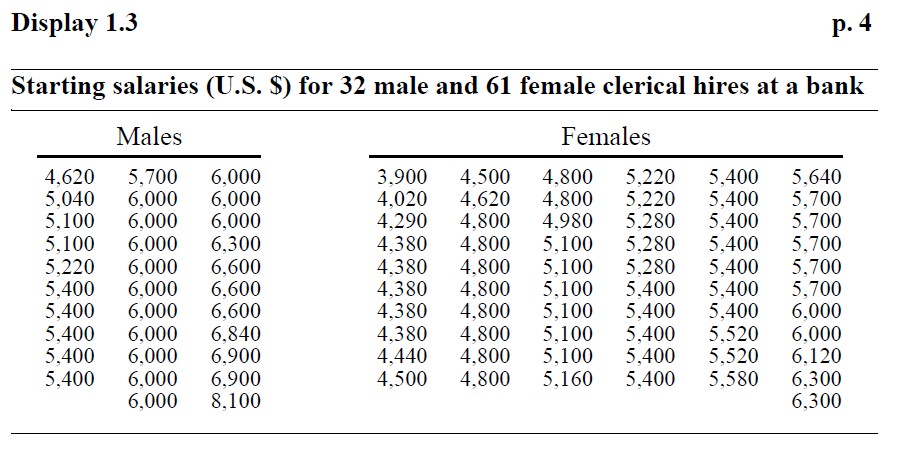 Display 1.3 p. 4
Starting salaries (U.S. $) for 32 male and 61 female clerical hires at a bank
Males Females
4,620 5,700 6,000 3,900 4,500 4,800 5,220 5,400 5,640
5,040 6,000 6,000 4,020 4,620 4,800 5,220 5,400 5,700
5,100 6,000 6,000 4,290 4,800 4,980 5,280 5,400 5,700
5,100 6,000 6,300 4,380 4,800 5,100 5,280 5,400 5,700
5,220 6,000 6,600 4,380 4,800 5,100 5,280 5,400 5,700
5,400 6,000 6,600 4,380 4,800 5,100 5,400 5,400 5,700
5,400 6,000 6,600 4,380 4,800 5,100 5,400 5,400 6,000
5,400 6,000 6,840 4,380 4,800 5,100 5,400 5,520 6,000
5,400 6,000 6,900 4,440 4,800 5,100 5,400 5,520 6,120
5,400 6,000 6,900 4,500 4,800 5,160 5,400 5,580 6,300
6,000 8,100 6,300